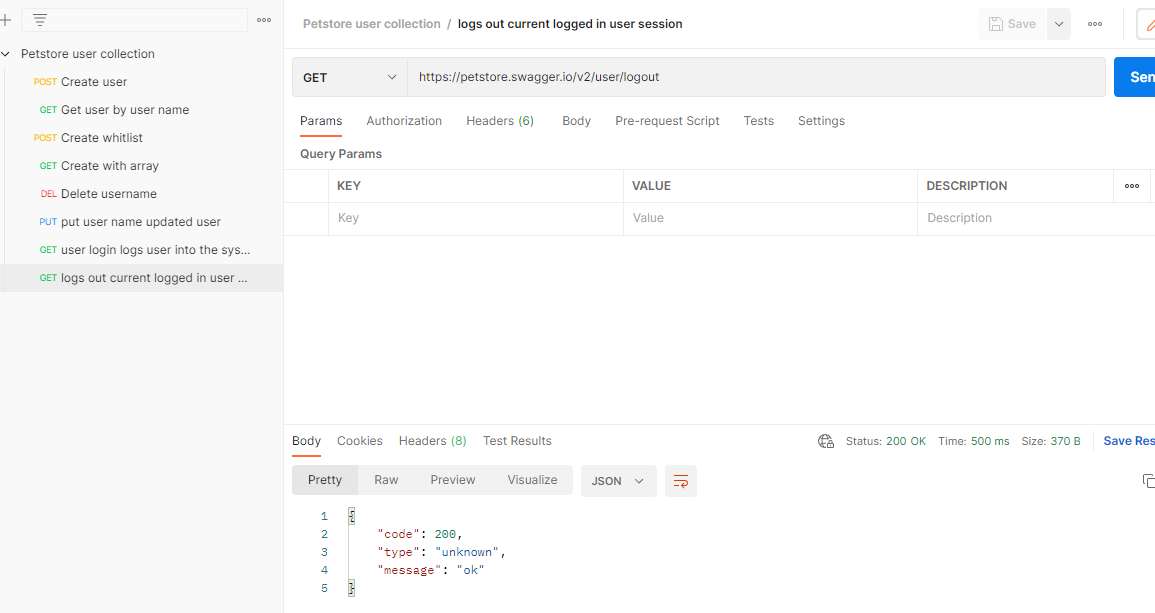 Petstore user collection / logs out current logged in user session
Save
Petstore user collection
POST Create user
GET Get user by user name
POST Create whitlist
GET Create with array
DEL Delete username
PUT put user name updated user
GET user login logs user into the sys...
GET logs out current logged in user ...
GET https://petstore.swagger.io/v2/user/logout
Sen
Params Authorization Headers (6) Body Pre-request Script Tests Settings
Query Params
KEY VALUE DESCRIPTION
Key Value Description
Body Cookies Headers (8) Test Results Status: 200 OK Time: 500 ms Size: 370 B Save Res
Pretty Raw Preview Visualize JSON
1 {
2 "code": 200,
3 "type": "unknown",
4 "message": "ok"
5 }